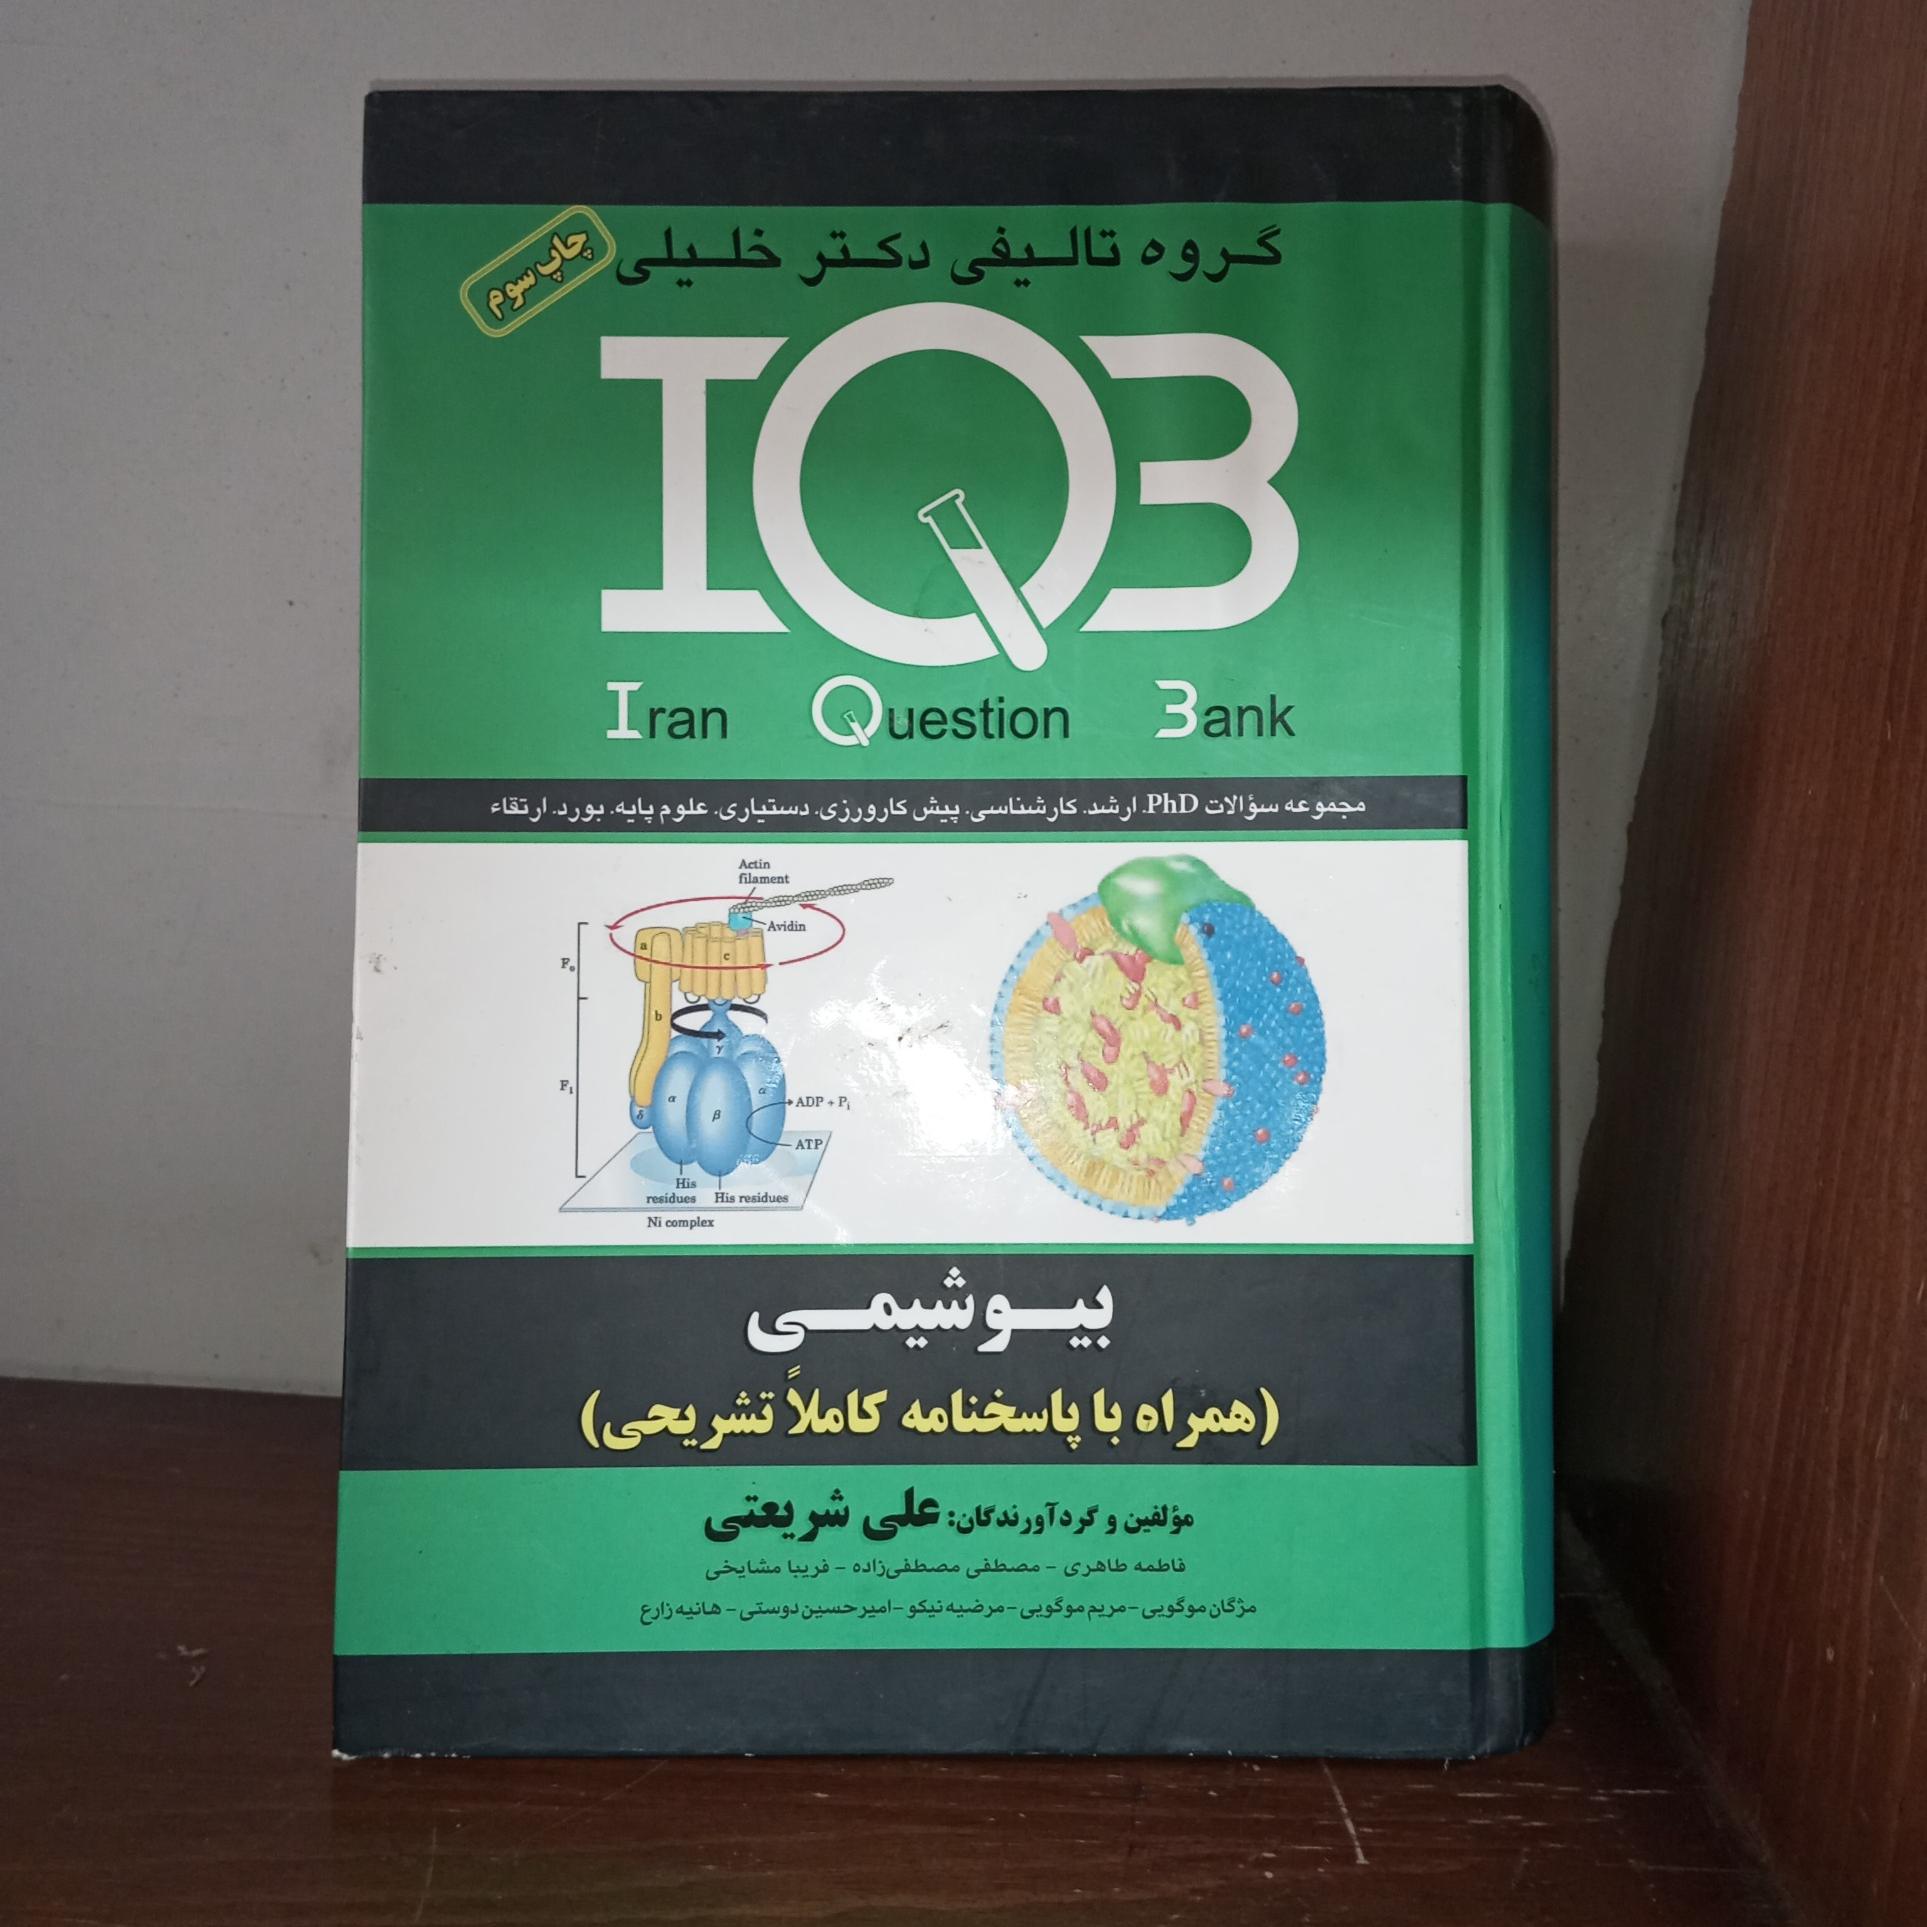 گروه تالیفی دکتر خلیلی
چاپ سوم
IQB
Iran Question Bank
مجموعه سؤالات PhD. ارشد. کارشناسی. پیش کارورزی. دستیاری. علوم پایه. بورد. ارتقاء
Actin
filament
Avidin
a
c
Fo
b
γ
F1
δ
α
β
α
ADP + Pi
ATP
His
residues
His residues
Ni complex
بیوشیمی
(همراه با پاسخنامه کاملاً تشریحی)
مؤلفین و گردآورندگان: علی شریعتی
فاطمه طاهری - مصطفی مصطفی‌زاده - فریبا مشایخی
مژگان موگویی - مریم موگویی - مرضیه نیکو - امیرحسین دوستی - هانیه زارع